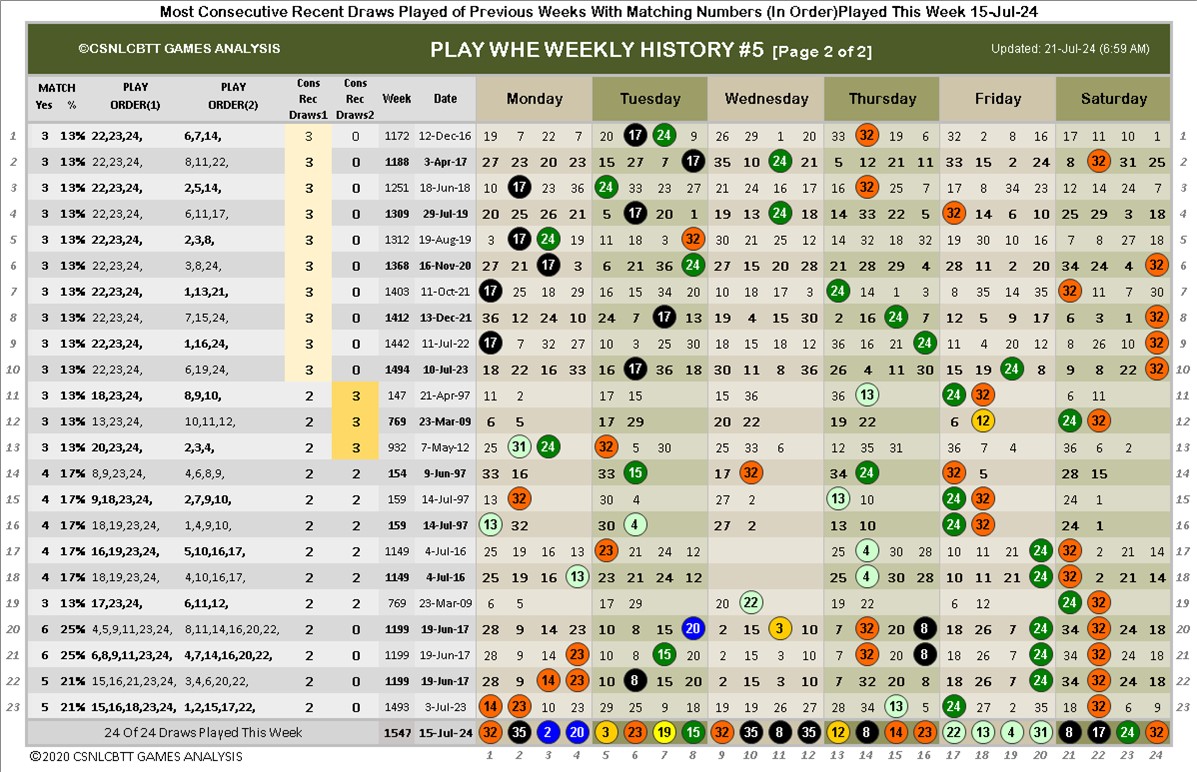 Most Consecutive Recent Draws Played of Previous Weeks With Matching Numbers (In Order)Played This Week 15-Jul-24
©CSNLCBTT GAMES ANALYSIS PLAY WHE WEEKLY HISTORY #5 [Page 2 of 2] Updated: 21-Jul-24 (6:59 AM)
MATCH Yes % PLAY ORDER(1) PLAY ORDER(2) Cons Rec Draws1 Cons Rec Draws2 Week Date Monday Tuesday Wednesday Thursday Friday Saturday
1 3 13% 22,23,24, 6,7,14, 3 0 1172 12-Dec-16 19 7 22 7 20 17 24 9 26 29 1 20 33 32 19 6 32 2 8 16 17 11 10 1 1
2 3 13% 22,23,24, 8,11,22, 3 0 1188 3-Apr-17 27 23 20 23 15 27 7 17 35 10 24 21 5 12 21 11 33 15 2 24 8 32 31 25 2
3 3 13% 22,23,24, 2,5,14, 3 0 1251 18-Jun-18 10 17 23 36 24 33 23 27 21 24 16 17 16 32 25 7 17 8 34 23 12 14 24 7 3
4 3 13% 22,23,24, 6,11,17, 3 0 1309 29-Jul-19 20 25 26 21 5 17 20 1 19 13 24 18 14 33 22 5 32 14 6 10 25 29 3 18 4
5 3 13% 22,23,24, 2,3,8, 3 0 1312 19-Aug-19 3 17 24 19 11 18 3 32 30 21 25 12 14 32 18 32 19 30 10 16 7 8 27 18 5
6 3 13% 22,23,24, 3,8,24, 3 0 1368 16-Nov-20 27 21 17 3 6 21 36 24 27 15 20 28 21 28 29 4 28 11 2 20 34 24 4 32 6
7 3 13% 22,23,24, 1,13,21, 3 0 1403 11-Oct-21 17 25 18 29 16 15 34 20 10 18 17 3 24 14 1 8 35 14 35 32 11 7 30 7
8 3 13% 22,23,24, 7,15,24, 3 0 1412 13-Dec-21 36 12 24 10 24 7 17 13 19 4 15 30 2 16 24 7 12 5 9 17 6 3 1 32 8
9 3 13% 22,23,24, 1,16,24, 3 0 1442 11-Jul-22 17 7 32 27 10 3 25 30 18 15 18 12 36 16 21 24 11 4 20 12 8 26 10 32 9
10 3 13% 22,23,24, 6,19,24, 3 0 1494 10-Jul-23 18 22 16 33 16 17 36 18 30 11 8 36 26 4 11 30 15 19 24 8 9 8 22 32 10
11 3 13% 18,23,24, 8,9,10, 2 3 147 21-Apr-97 11 2 17 15 15 36 36 13 24 32 6 11 11
12 3 13% 13,23,24, 10,11,12, 2 3 769 23-Mar-09 6 5 17 29 20 22 19 22 6 12 24 32 12
13 3 13% 20,23,24, 2,3,4, 2 3 932 7-May-12 25 31 24 32 5 30 25 33 6 12 35 31 36 7 4 36 6 2 13
14 4 17% 8,9,23,24, 4,6,8,9, 2 2 154 9-Jun-97 33 16 33 15 17 32 34 24 32 5 28 15 14
15 4 17% 9,18,23,24, 2,7,9,10, 2 2 159 14-Jul-97 13 32 30 4 27 2 13 10 24 32 24 1 15
16 4 17% 18,19,23,24, 1,4,9,10, 2 2 159 14-Jul-97 13 32 30 4 27 2 13 10 24 32 24 1 16
17 4 17% 16,19,23,24, 5,10,16,17, 2 2 1149 4-Jul-16 25 19 16 13 23 21 24 12 25 4 30 28 10 11 21 24 32 2 21 14 17
18 4 17% 18,19,23,24, 4,10,16,17, 2 2 1149 4-Jul-16 25 19 16 13 23 21 24 12 25 4 30 28 10 11 21 24 32 2 21 14 18
19 3 13% 17,23,24, 6,11,12, 2 0 769 23-Mar-09 6 5 17 29 20 22 19 22 6 12 24 32 19
20 6 25% 4,5,9,11,23,24, 8,11,14,16,20,22, 2 0 1199 19-Jun-17 28 9 14 23 10 8 15 20 2 15 3 10 7 32 20 8 18 26 7 24 34 32 24 18 20
21 6 25% 6,8,9,11,23,24, 4,7,14,16,20,22, 2 0 1199 19-Jun-17 28 9 14 23 10 8 15 20 2 15 3 10 7 32 20 8 18 26 7 24 34 32 24 18 21
22 5 21% 15,16,21,23,24, 3,4,6,20,22, 2 0 1199 19-Jun-17 28 9 14 23 10 8 15 20 2 15 3 10 7 32 20 8 18 26 7 24 34 32 24 18 22
23 5 21% 15,16,18,23,24, 1,2,15,17,22, 2 0 1493 3-Jul-23 14 23 10 23 29 25 9 18 19 19 26 9 28 34 13 5 24 27 2 28 18 32 6 9 23
24 Of 24 Draws Played This Week 1547 15-Jul-24 32 35 2 20 3 23 19 15 32 35 8 35 12 8 14 23 22 13 4 31 8 17 24 32
©2020 CSNLCBTT GAMES ANALYSIS 1 2 3 4 5 6 7 8 9 10 11 12 13 14 15 16 17 18 19 20 21 22 23 24